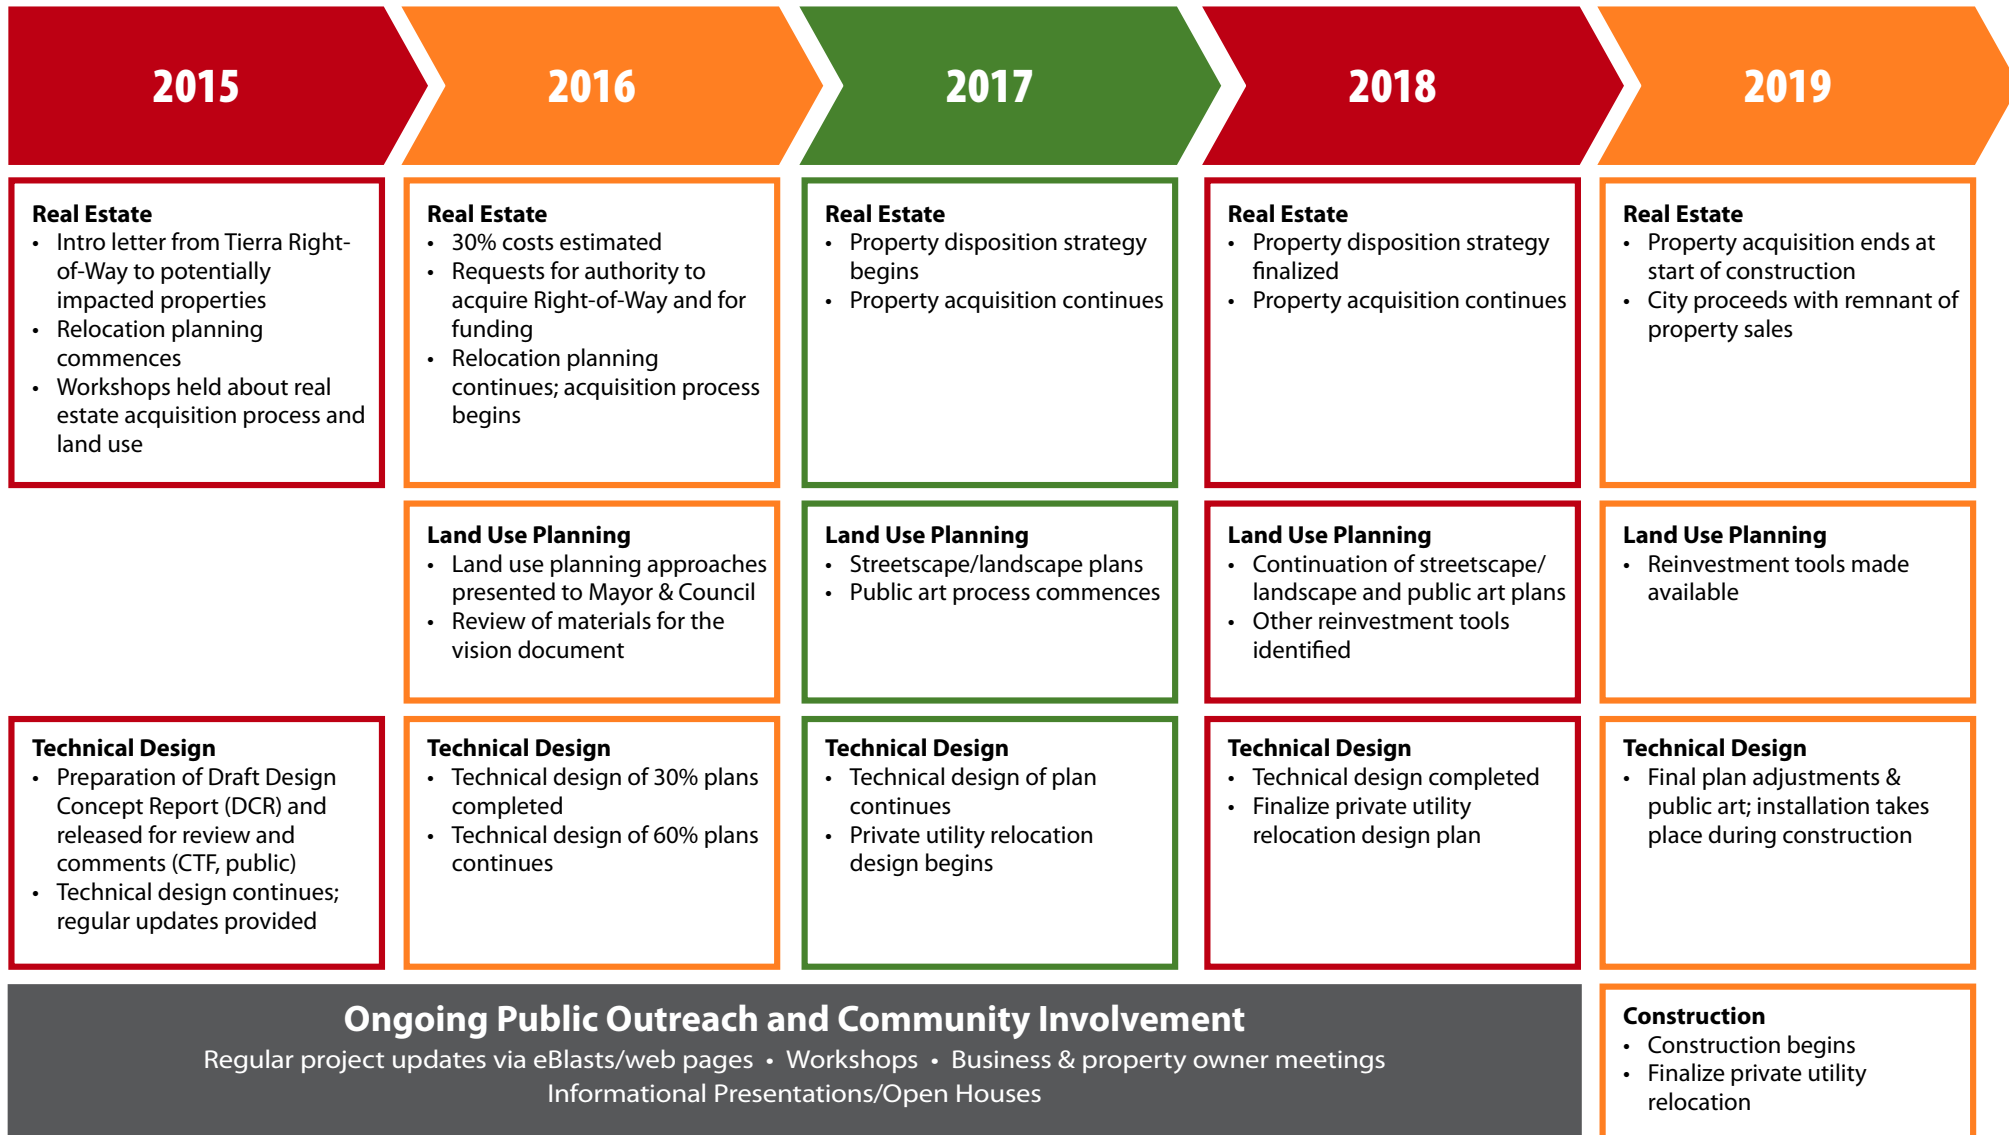 2015
2016
2017
2018
2019
Real Estate
• Intro letter from Tierra Right-
of-Way to potentially
impacted properties
• Relocation planning
commences
• Workshops held about real
estate acquisition process and
land use
Real Estate
• 30% costs estimated
• Requests for authority to
acquire Right-of-Way and for
funding
• Relocation planning
continues; acquisition process
begins
Real Estate
• Property disposition strategy
begins
• Property acquisition continues
Real Estate
• Property disposition strategy
finalized
• Property acquisition continues
Real Estate
• Property acquisition ends at
start of construction
• City proceeds with remnant of
property sales
Land Use Planning
• Land use planning approaches
presented to Mayor & Council
• Review of materials for the
vision document
Land Use Planning
• Streetscape/landscape plans
• Public art process commences
Land Use Planning
• Continuation of streetscape/
landscape and public art plans
• Other reinvestment tools
identified
Land Use Planning
• Reinvestment tools made
available
Technical Design
• Preparation of Draft Design
Concept Report (DCR) and
released for review and
comments (CTF, public)
• Technical design continues;
regular updates provided
Technical Design
• Technical design of 30% plans
completed
• Technical design of 60% plans
continues
Technical Design
• Technical design of plan
continues
• Private utility relocation
design begins
Technical Design
• Technical design completed
• Finalize private utility
relocation design plan
Technical Design
• Final plan adjustments &
public art; installation takes
place during construction
Ongoing Public Outreach and Community Involvement
Regular project updates via eBlasts/web pages • Workshops • Business & property owner meetings
Informational Presentations/Open Houses
Construction
• Construction begins
• Finalize private utility
relocation